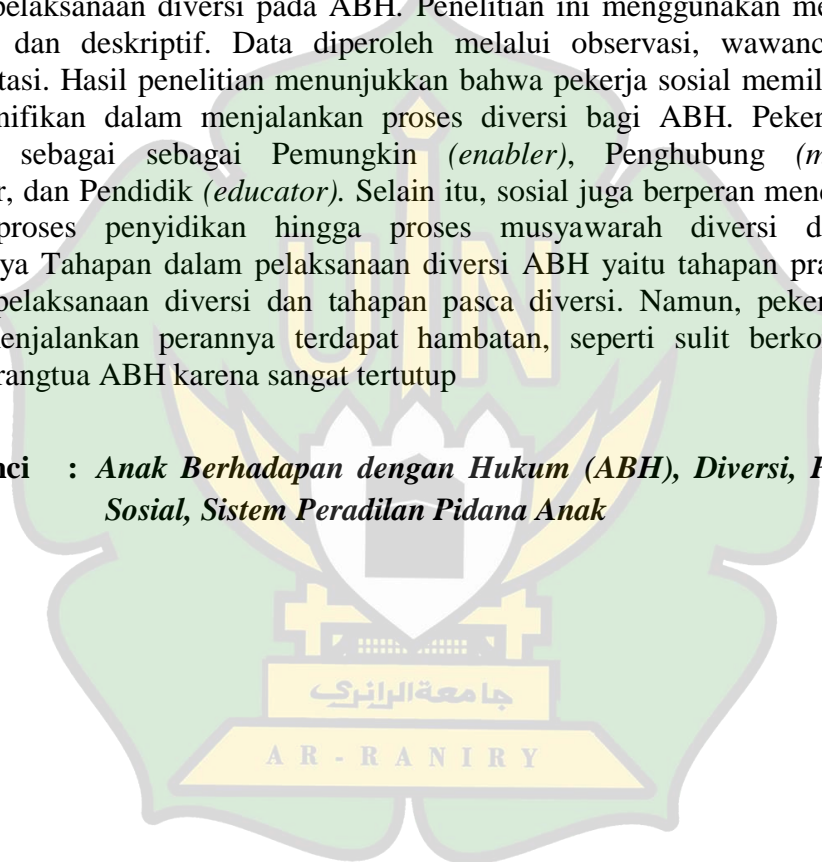 pelaksanaan diversi pada ABH. Penelitian ini menggunakan me
dan deskriptif. Data diperoleh melalui observasi, wawanc
tasi. Hasil penelitian menunjukkan bahwa pekerja sosial memil
nifikan dalam menjalankan proses diversi bagi ABH. Peker
sebagai sebagai Pemungkin (enabler), Penghubung (m
r, dan Pendidik (educator). Selain itu, sosial juga berperan menc
proses penyidikan hingga proses musyawarah diversi d
ya Tahapan dalam pelaksanaan diversi ABH yaitu tahapan pra
pelaksanaan diversi dan tahapan pasca diversi. Namun, peker
enjalankan perannya terdapat hambatan, seperti sulit berko
rangtua ABH karena sangat tertutup
nci : Anak Berhadapan dengan Hukum (ABH), Diversi, P
Sosial, Sistem Peradilan Pidana Anak
UIN
جامعةالرانري
AR-RANIRY